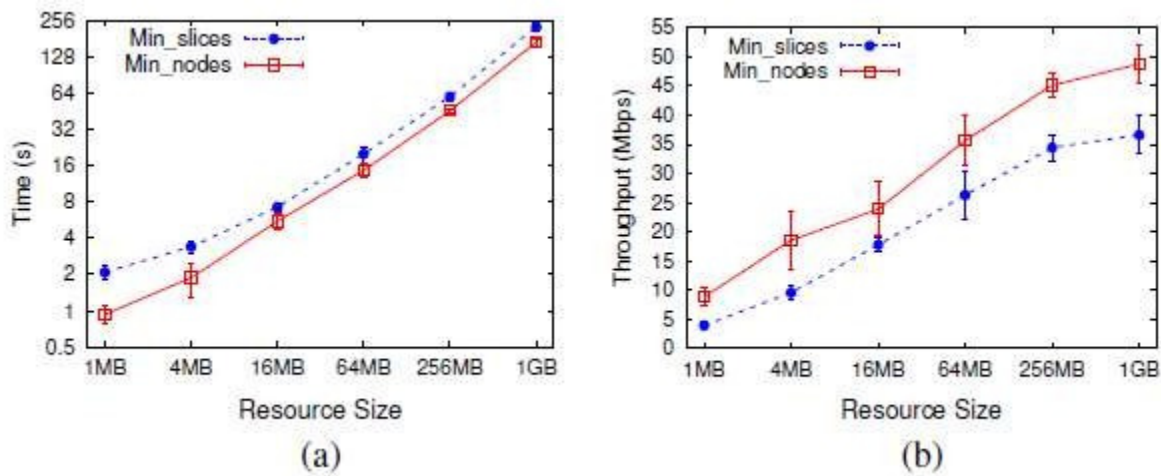 256
128
64
32
16
8
4
2
1
0.5
Time (s)
Min_slices
Min_nodes
1MB 4MB 16MB 64MB 256MB 1GB
Resource Size
(a)
55
50
45
40
35
30
25
20
15
10
5
0
Throughput (Mbps)
Min_slices
Min_nodes
1MB 4MB 16MB 64MB 256MB 1GB
Resource Size
(b)